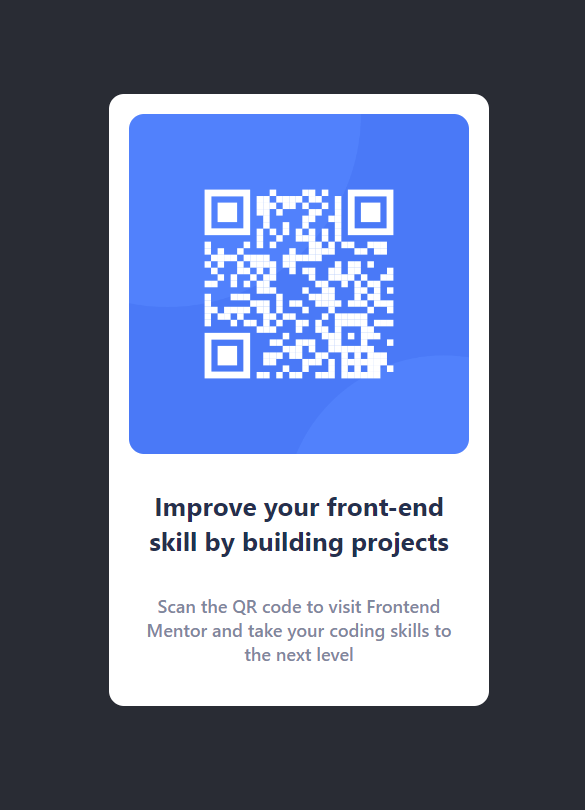 Improve your front-end
skill by building projects
Scan the QR code to visit Frontend
Mentor and take your coding skills to
the next level